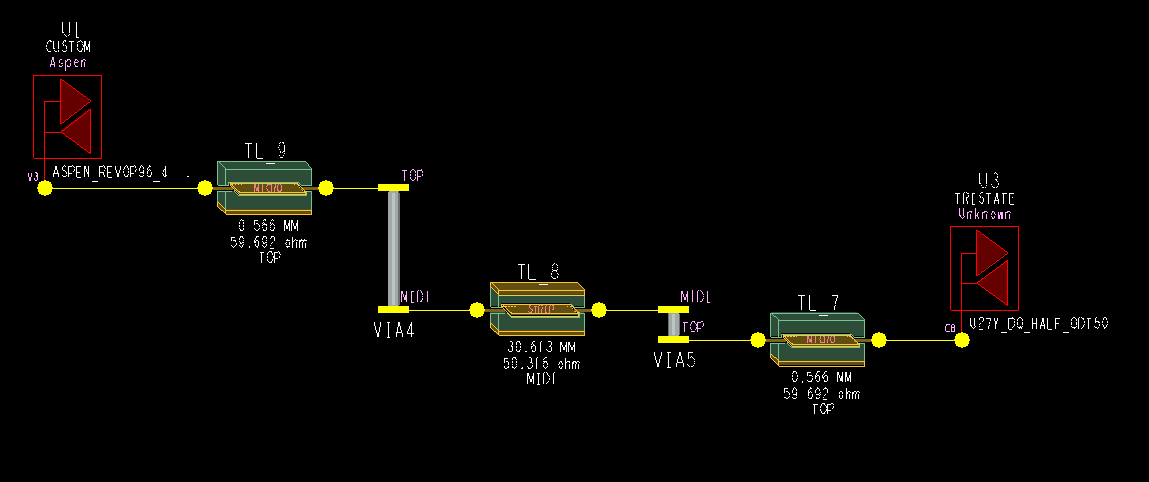 U1
CUSTOM
Aspen
V3
ASPEN_REVOP96_4
TL_9
MICRO
0.566 MM
59.692 ohm
TOP
TOP
MID1
VIA4
TL_8
STRIP
30.613 MM
50.316 ohm
MID1
MID1
TOP
VIA5
TL_7
MICRO
0.566 MM
59.692 ohm
TOP
U3
TRISTATE
Unknown
C8
V27Y_DQ_HALF_ODT50